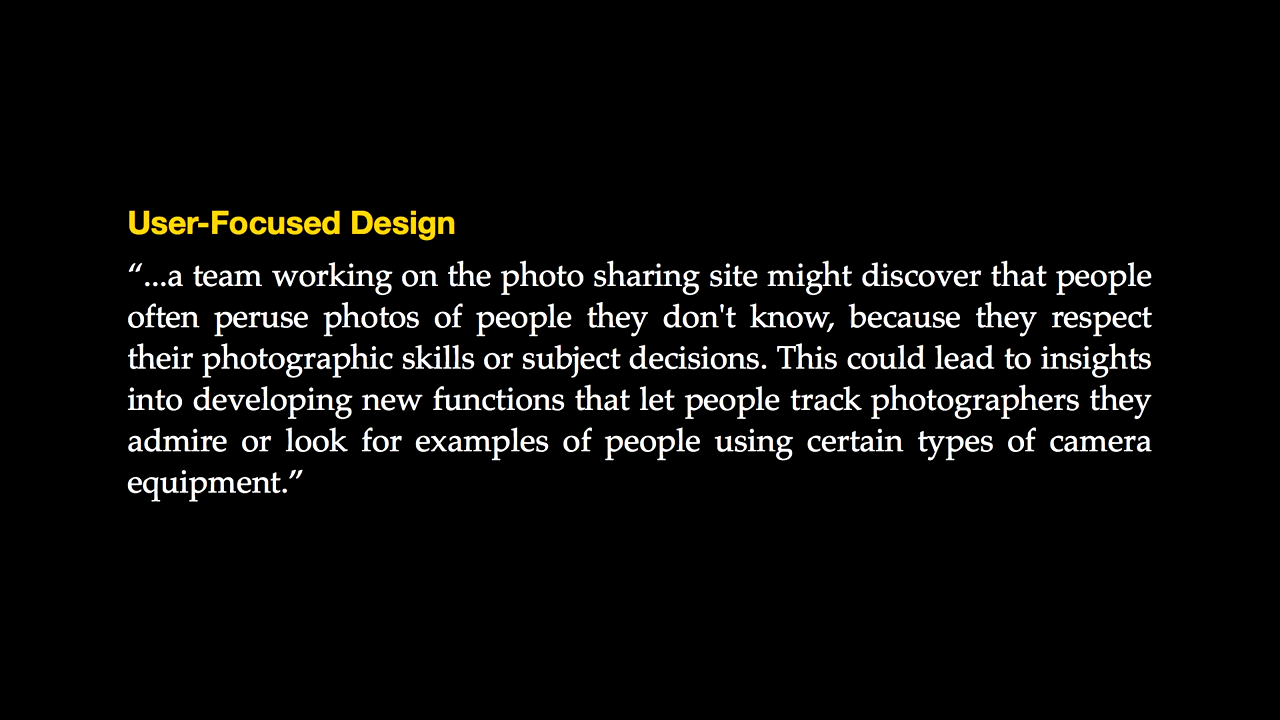 User-Focused Design
“...a team working on the photo sharing site might discover that people
often peruse photos of people they don't know, because they respect
their photographic skills or subject decisions. This could lead to insights
into developing new functions that let people track photographers they
admire or look for examples of people using certain types of camera
equipment.”